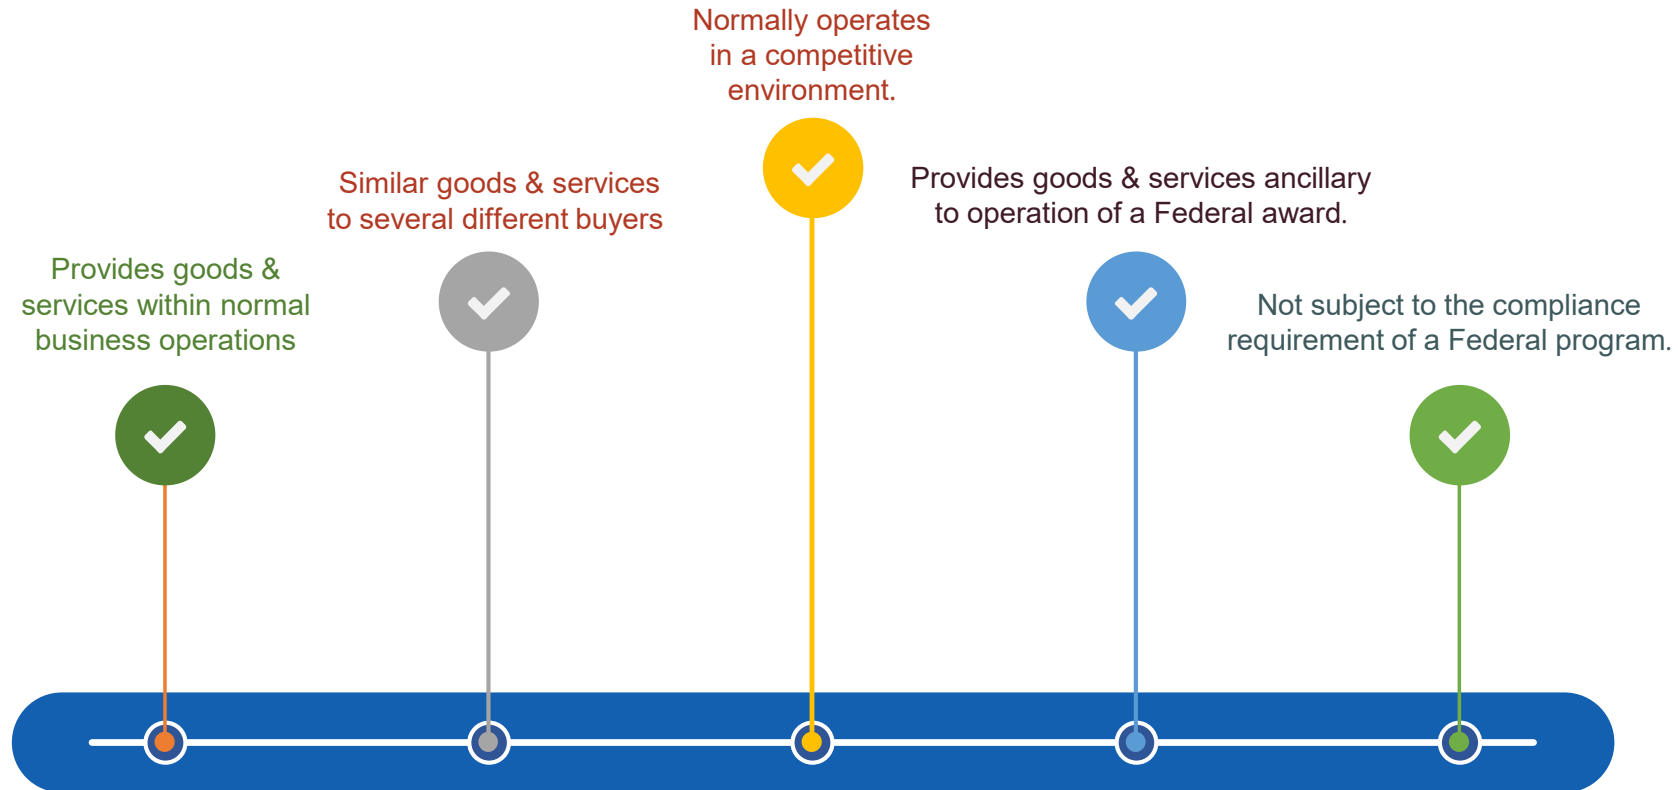 Provides goods &
services within normal
business operations
Similar goods & services
to several different buyers
Normally operates
in a competitive
environment.
Provides goods & services ancillary
to operation of a Federal award.
Not subject to the compliance
requirement of a Federal program.